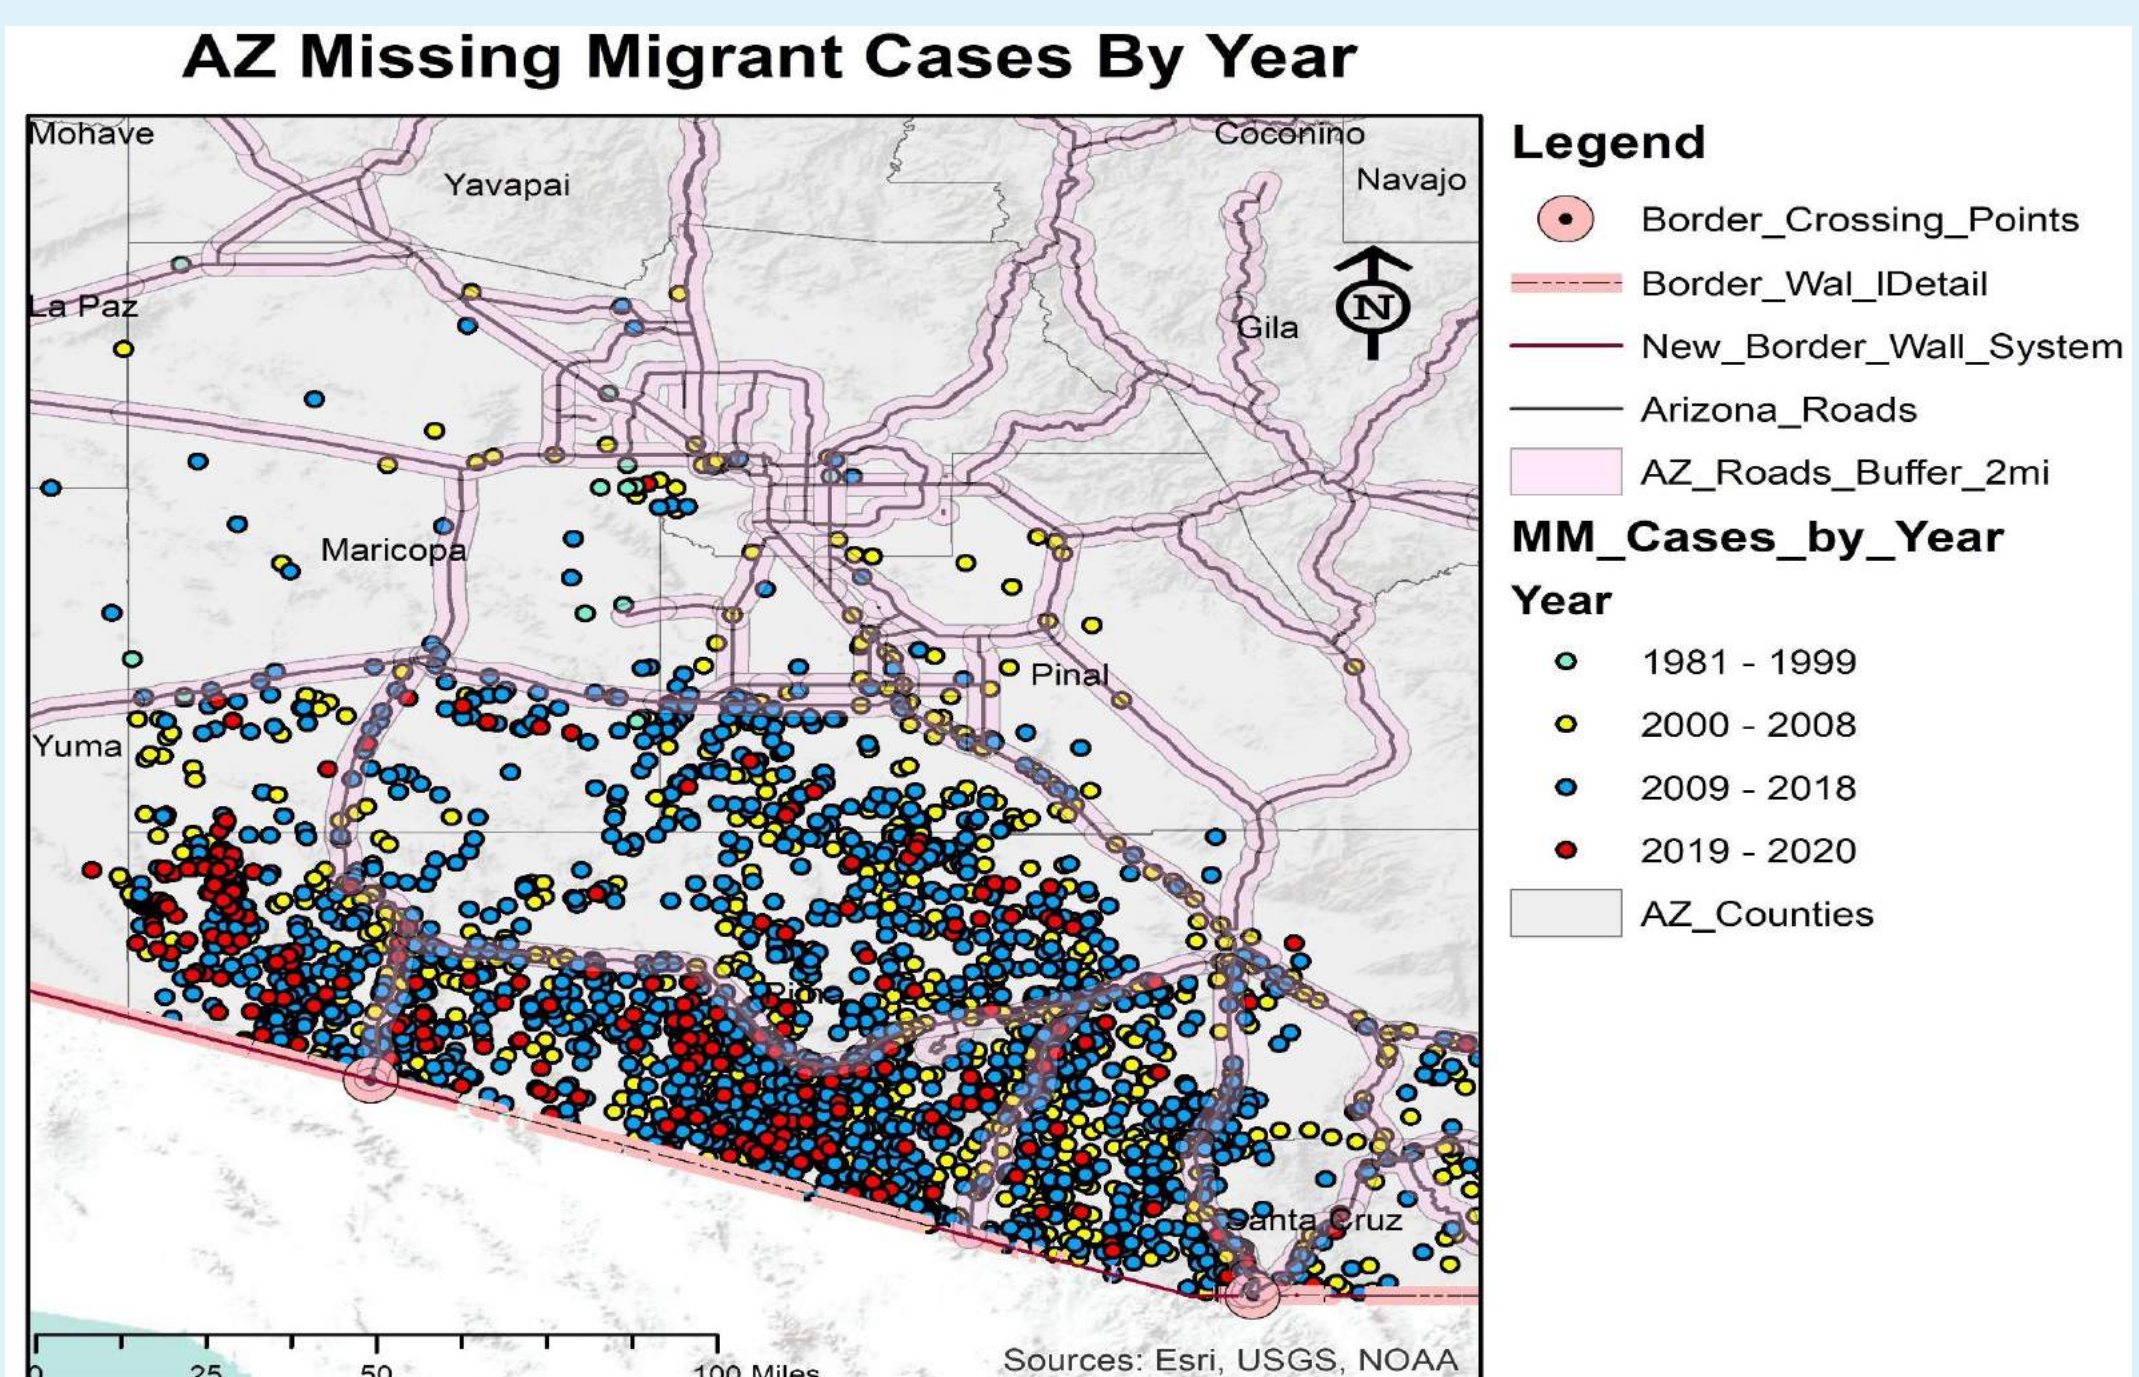 AZ Missing Migrant Cases By Year
Mohave
Coconino
Yavapai
Navajo
La Paz
Gila
N
Maricopa
Pinal
Yuma
Pima
Santa Cruz
0 25 50 100 Miles
Sources: Esri, USGS, NOAA
Legend
Border_Crossing_Points
Border_Wal_lDetail
New_Border_Wall_System
Arizona_Roads
AZ_Roads_Buffer_2mi
MM_Cases_by_Year
Year
1981 - 1999
2000 - 2008
2009 - 2018
2019 - 2020
AZ_Counties